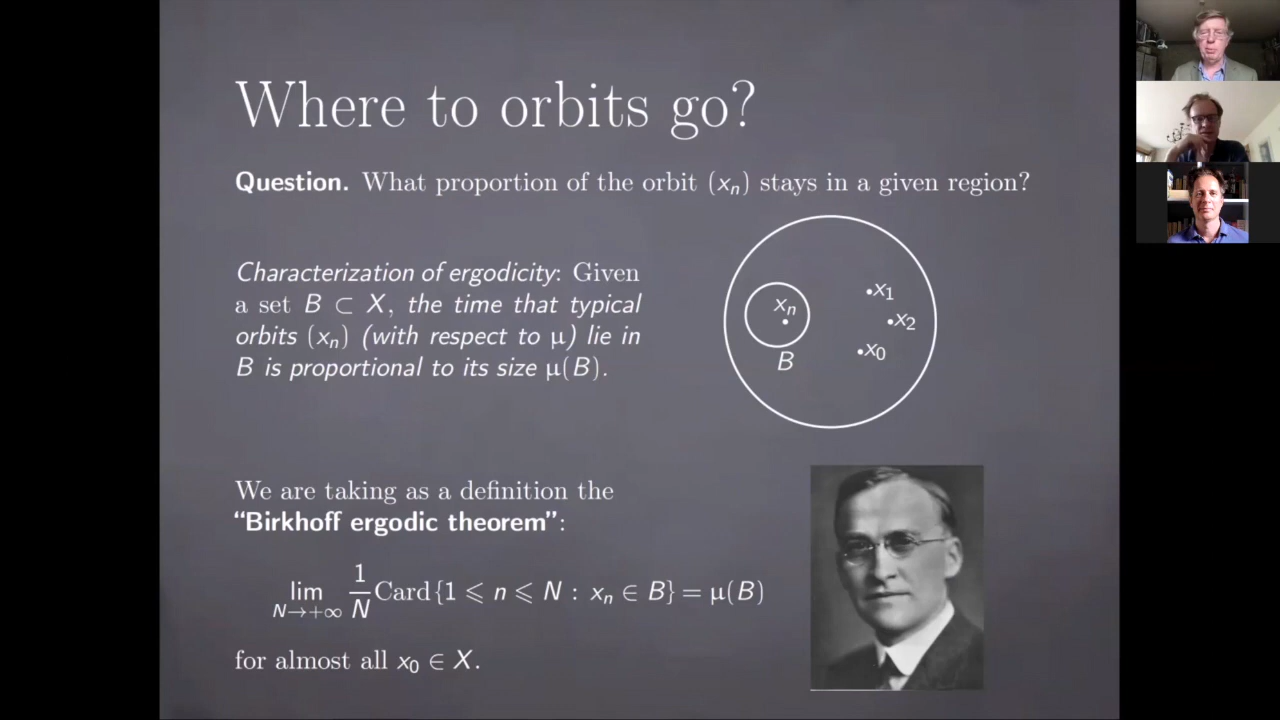 Where to orbits go?
Question. What proportion of the orbit (xₙ) stays in a given region?
Characterization of ergodicity: Given
a set B ⊂ X, the time that typical
orbits (xₙ) (with respect to μ) lie in
B is proportional to its size μ(B).
xₙ
B
x₁
x₂
x₀
We are taking as a definition the
“Birkhoff ergodic theorem”:
lim N→+∞ 1/N Card{1 ⩽ n ⩽ N : xₙ ∈ B} = μ(B)
for almost all x₀ ∈ X.